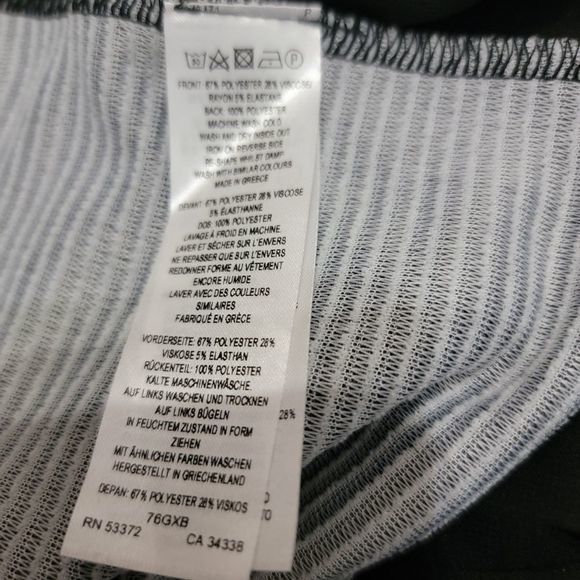 FRONT: 67% POLYESTER 28% VISCOSE/
RAYON 5% ELASTANE
BACK: 100% POLYESTER
MACHINE WASH COLD
WASH AND DRY INSIDE OUT
IRON ON REVERSE SIDE
RE-SHAPE WHILST DAMP
WASH WITH SIMILAR COLOURS
MADE IN GREECE
DEVANT: 67% POLYESTER 28% VISCOSE
5% ÉLASTHANNE
DOS: 100% POLYESTER
LAVAGE À FROID EN MACHINE.
LAVER ET SÉCHER SUR L'ENVERS
NE REPASSER QUE SUR L'ENVERS
REDONNER FORME AU VÊTEMENT
ENCORE HUMIDE
LAVER AVEC DES COULEURS
SIMILAIRES
FABRIQUÉ EN GRÈCE
VORDERSEITE: 67% POLYESTER 28%
VISKOSE 5% ELASTHAN
RÜCKENTEIL: 100% POLYESTER
KALTE MASCHINENWÄSCHE.
AUF LINKS WASCHEN UND TROCKNEN
AUF LINKS BÜGELN
IN FEUCHTEM ZUSTAND IN FORM
ZIEHEN
MIT ÄHNLICHEN FARBEN WASCHEN
HERGESTELLT IN GRIECHENLAND
DEPAN: 67% POLYESTER 28% VISKOS
76GXB
RN 53372 CA 34338
28%